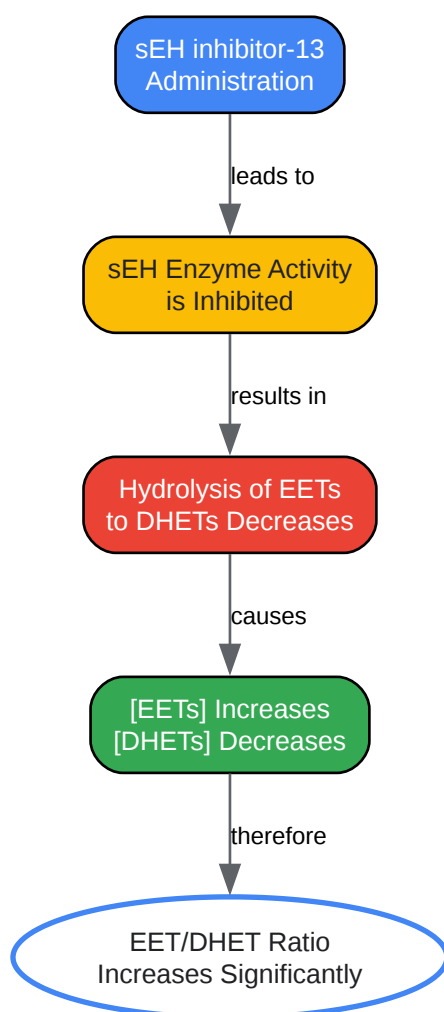 sEH inhibitor-13
Administration
leads to
sEH Enzyme Activity
is Inhibited
results in
Hydrolysis of EETs
to DHETs Decreases
causes
[EETs] Increases
[DHETs] Decreases
therefore
EET/DHET Ratio
Increases Significantly